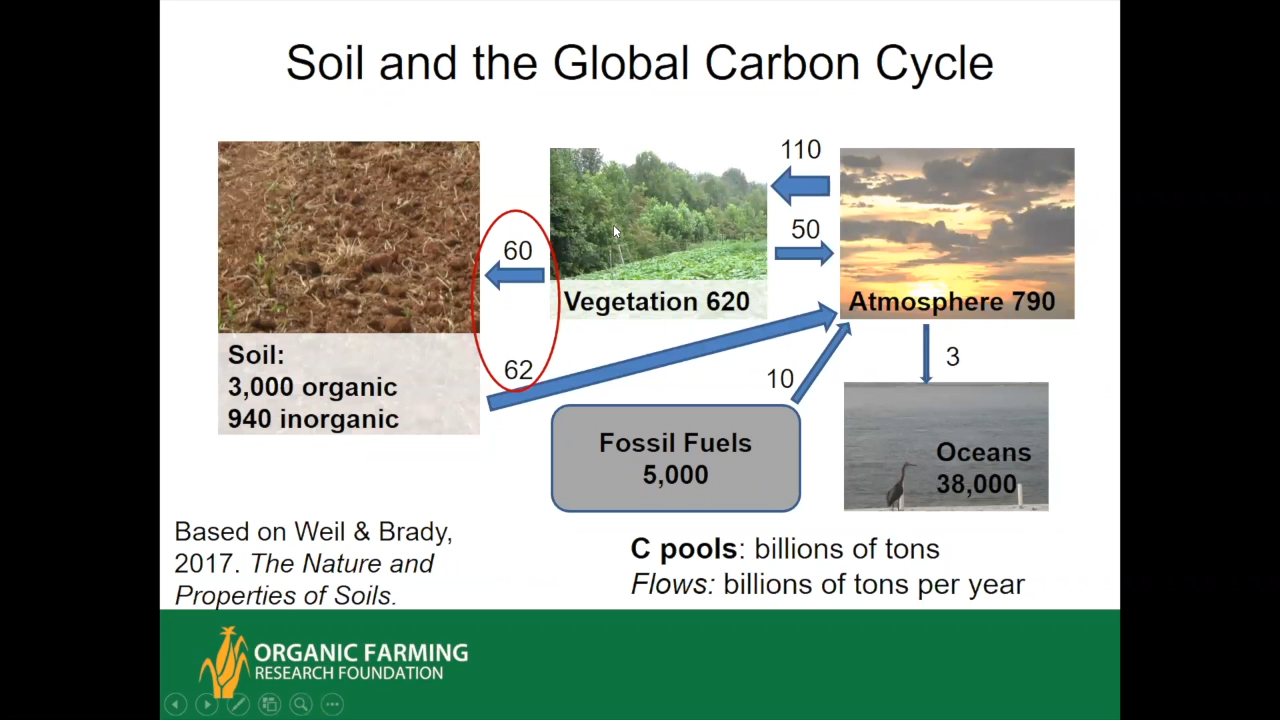 Soil and the Global Carbon Cycle
110
50
60
Vegetation 620
Atmosphere 790
Soil:
3,000 organic
940 inorganic
62
10
3
Fossil Fuels
5,000
Oceans
38,000
Based on Weil & Brady,
2017. The Nature and
Properties of Soils.
C pools: billions of tons
Flows: billions of tons per year
ORGANIC FARMING
RESEARCH FOUNDATION